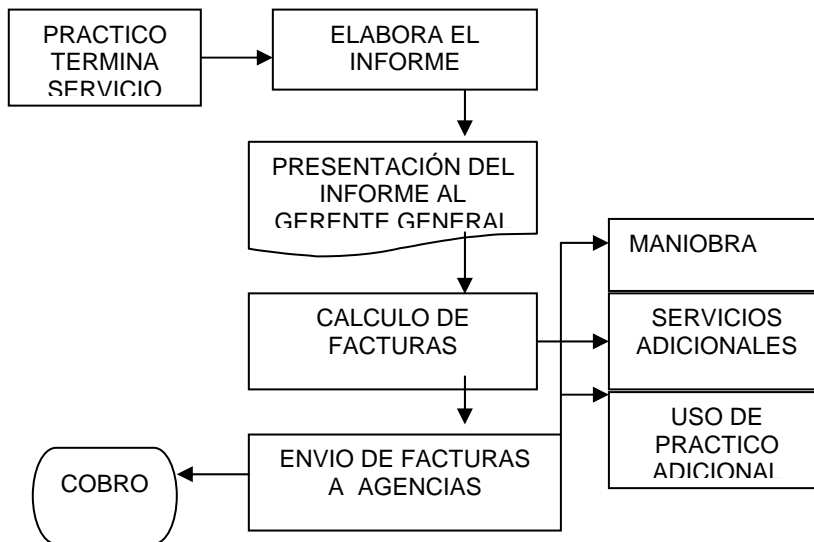 PRACTICO
TERMINA
SERVICIO
ELABORA EL
INFORME
PRESENTACIÓN DEL
INFORME AL
GERENTE GENERAL
MANIOBRA
CALCULO DE
FACTURAS
SERVICIOS
ADICIONALES
USO DE
PRACTICO
ADICIONAL
ENVIO DE FACTURAS
A AGENCIAS
COBRO